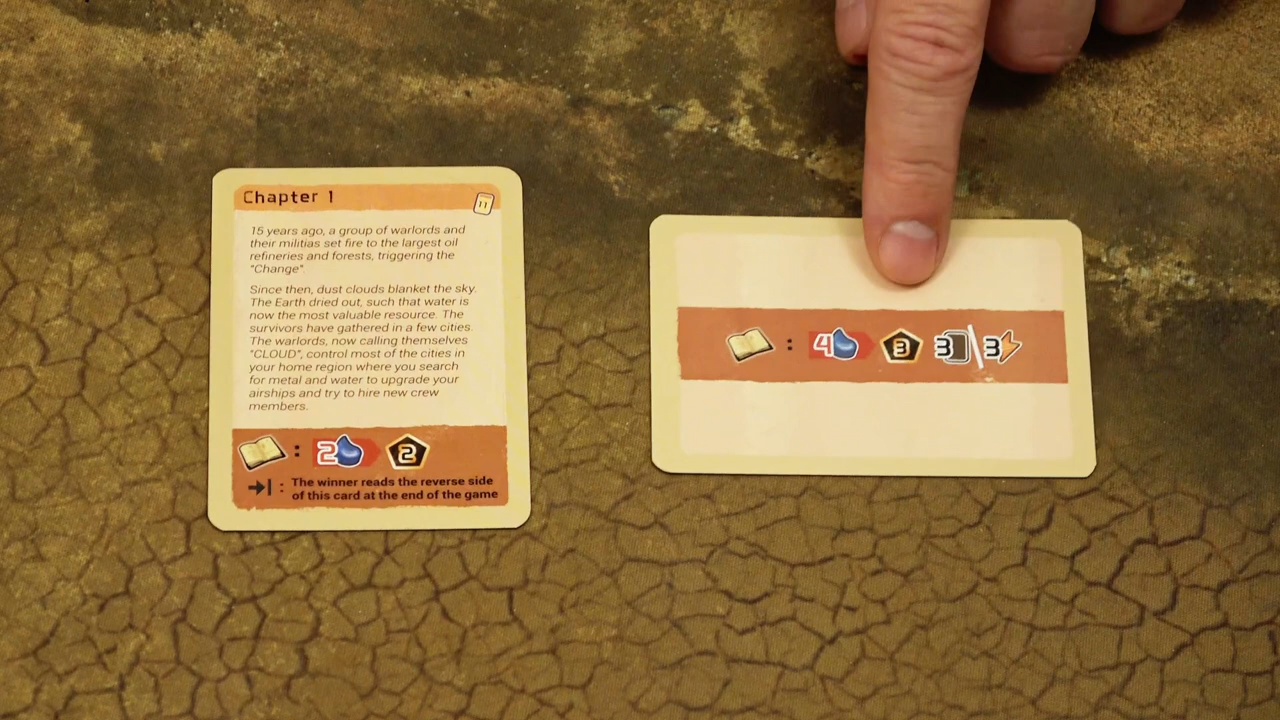 Chapter 1
11
15 years ago, a group of warlords and
their militias set fire to the largest oil
refineries and forests, triggering the
"Change".
Since then, dust clouds blanket the sky.
The Earth dried out, such that water is
now the most valuable resource. The
survivors have gathered in a few cities.
The warlords, now calling themselves
"CLOUD", control most of the cities in
your home region where you search
for metal and water to upgrade your
airships and try to hire new crew
members.
: 2 2
: The winner reads the reverse side
of this card at the end of the game
: 4 3 3 / 3